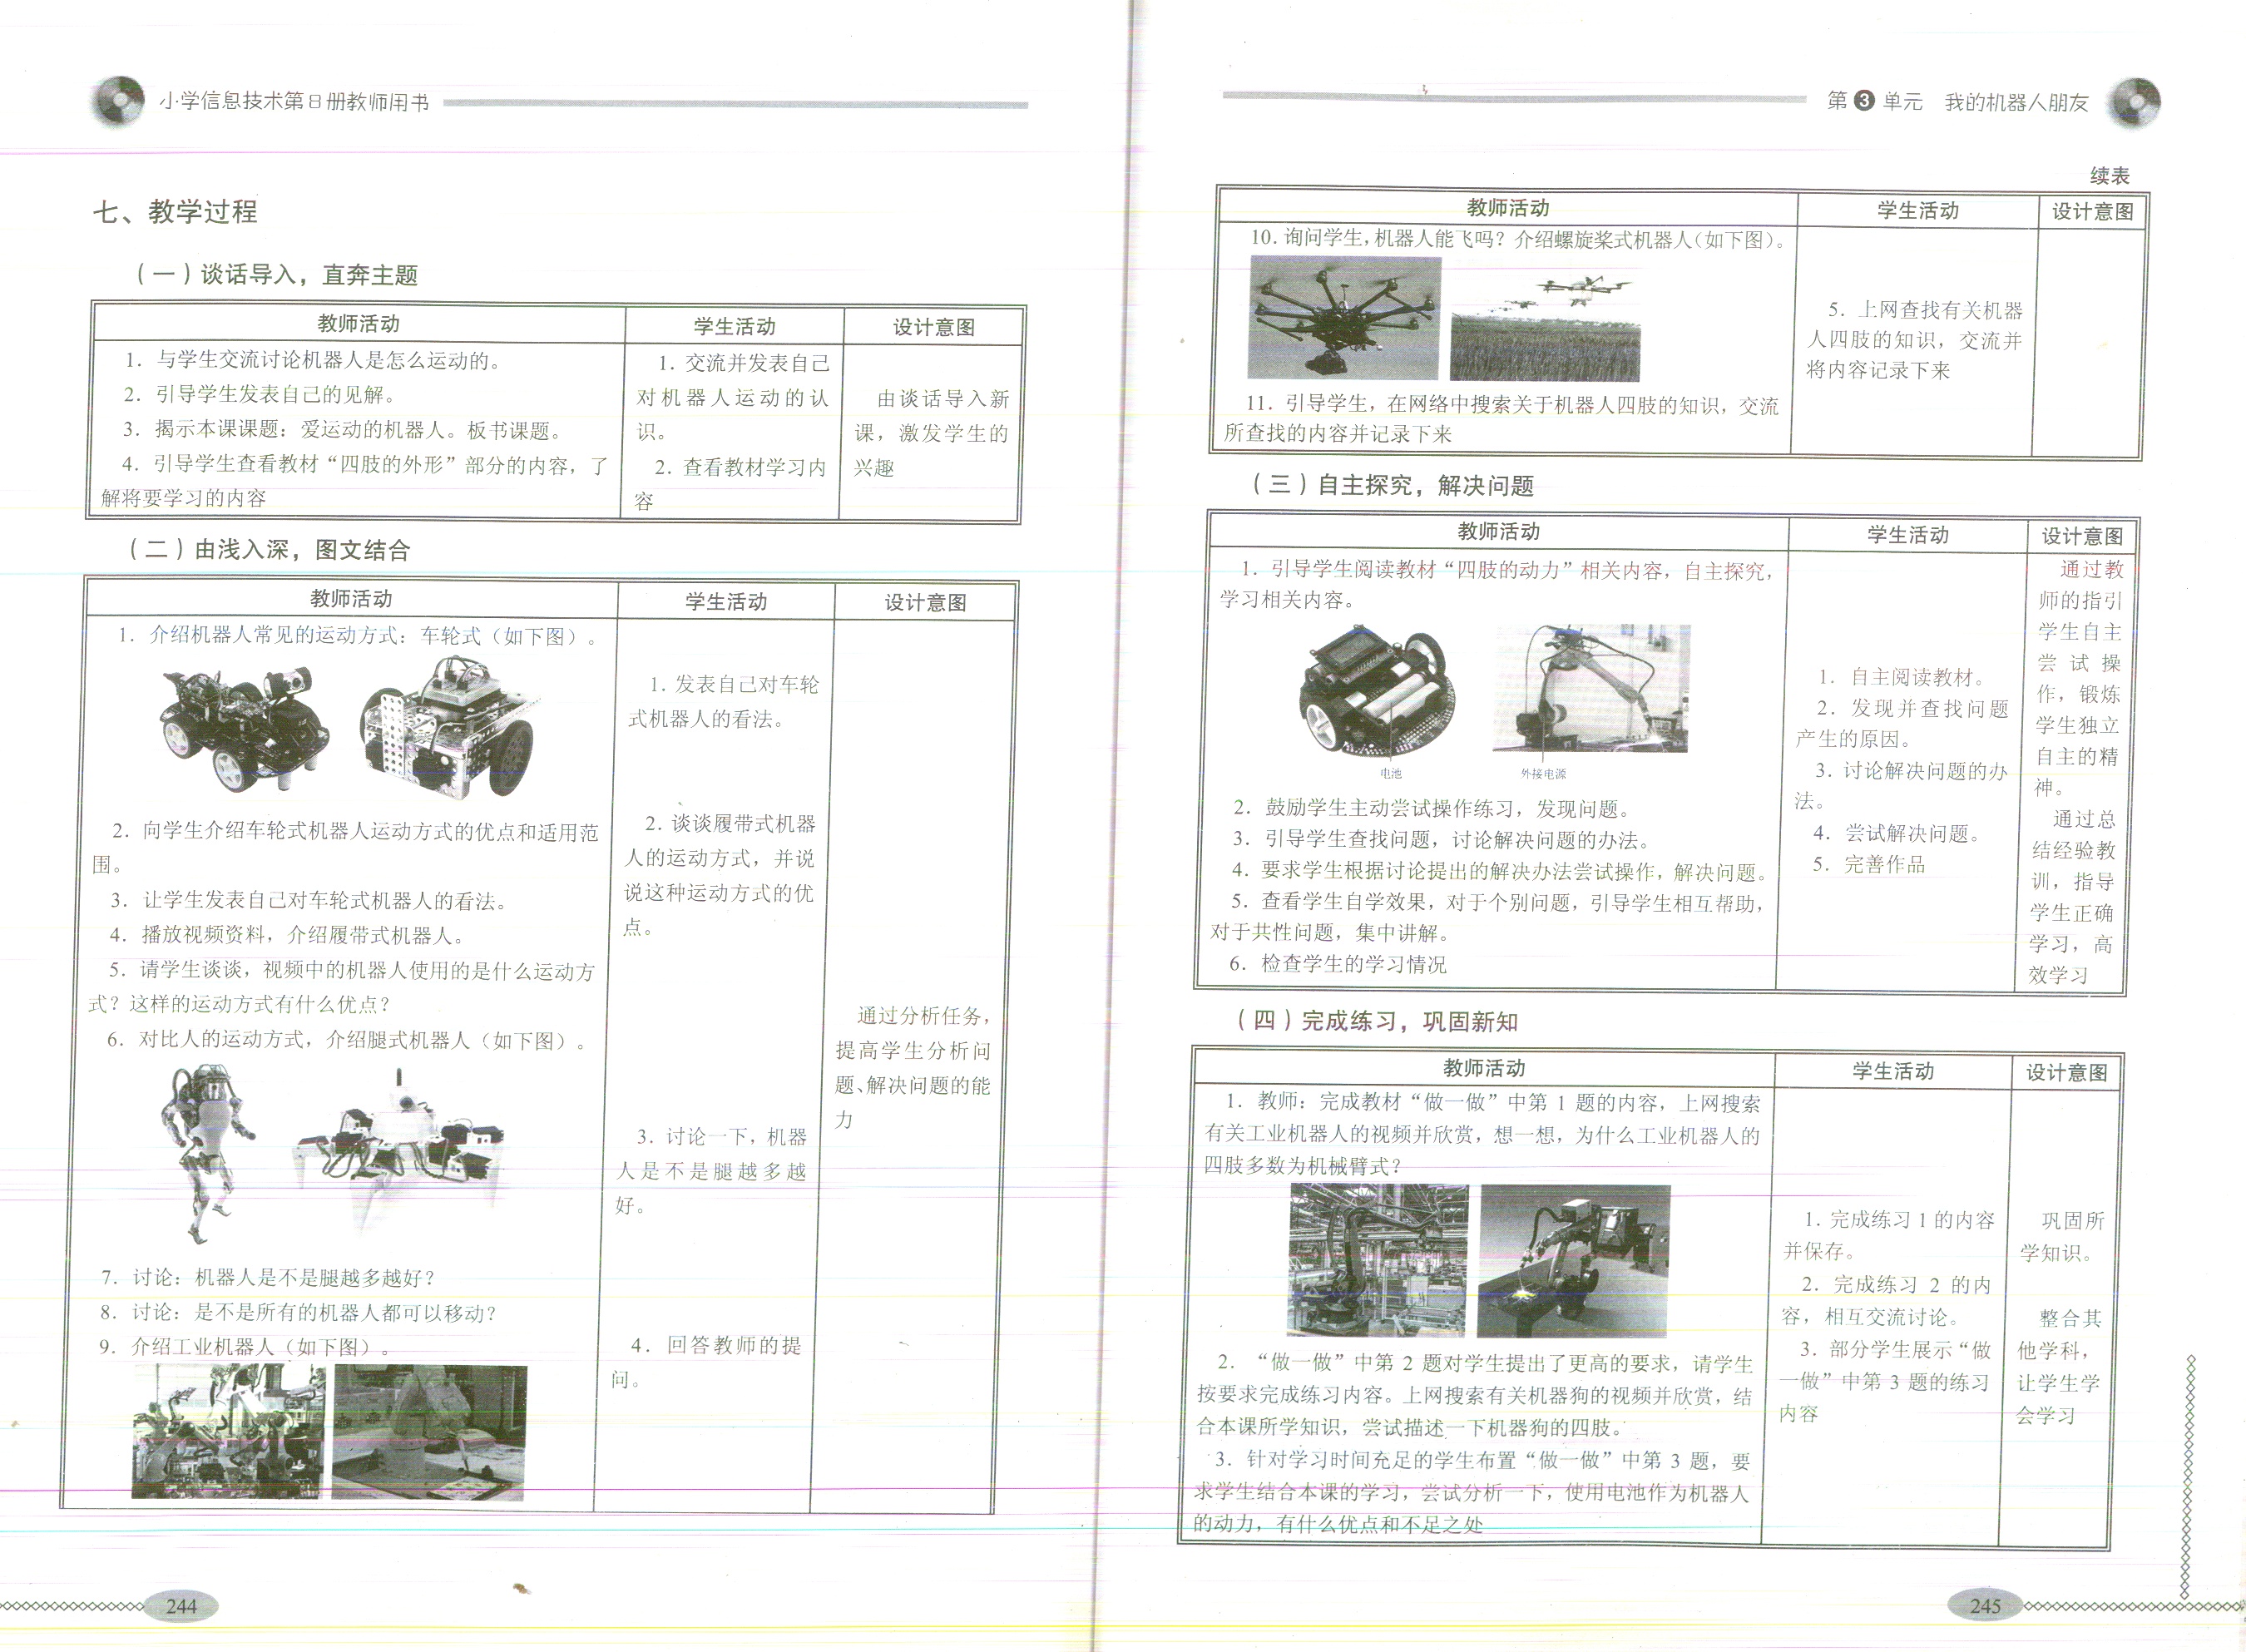 小学信息技术第8册教师用书
七、教学过程
（一）谈话导入，直奔主题
教师活动
学生活动
设计意图
1. 与学生交流讨论机器人是怎么运动的。
2. 引导学生发表自己的见解。
3. 揭示本课课题：爱运动的机器人。板书课题。
4. 引导学生查看教材“四肢的外形”部分的内容，了
解将要学习的内容
1. 交流并发表自己
对机器人运动的认
识。
2. 查看教材学习内
容
由谈话导入新
课，激发学生的
兴趣
（二）由浅入深，图文结合
教师活动
学生活动
设计意图
1. 介绍机器人常见的运动方式：车轮式（如下图）。
2. 向学生介绍车轮式机器人运动方式的优点和适用范
围。
3. 让学生发表自己对车轮式机器人的看法。
4. 播放视频资料，介绍履带式机器人。
5. 请学生谈谈，视频中的机器人使用的是什么运动方
式？这样的运动方式有什么优点？
6. 对比人的运动方式，介绍腿式机器人（如下图）。
7. 讨论：机器人是不是腿越多越好？
8. 讨论：是不是所有的机器人都可以移动？
9. 介绍工业机器人（如下图）。
1. 发表自己对车轮
式机器人的看法。
2. 谈谈履带式机器
人的运动方式，并说
说这种运动方式的优
点。
3. 讨论一下，机器
人是不是腿越多越
好。
4. 回答教师的提
问。
通过分析任务，
提高学生分析问
题、解决问题的能
力
244
第3单元 我的机器人朋友
续表
教师活动
学生活动
设计意图
10. 询问学生，机器人能飞吗？介绍螺旋桨式机器人（如下图）。
11. 引导学生，在网络中搜索关于机器人四肢的知识，交流
所查找的内容并记录下来
5. 上网查找有关机器
人四肢的知识，交流并
将内容记录下来
（三）自主探究，解决问题
教师活动
学生活动
设计意图
1. 引导学生阅读教材“四肢的动力”相关内容，自主探究，
学习相关内容。
电池
外接电源
2. 鼓励学生主动尝试操作练习，发现问题。
3. 引导学生查找问题，讨论解决问题的办法。
4. 要求学生根据讨论提出的解决办法尝试操作，解决问题。
5. 查看学生自学效果，对于个别问题，引导学生相互帮助，
对于共性问题，集中讲解。
6. 检查学生的学习情况
1. 自主阅读教材。
2. 发现并查找问题
产生的原因。
3. 讨论解决问题的办
法。
4. 尝试解决问题。
5. 完善作品
通过教
师的指引
学生自主
尝试操
作，锻炼
学生独立
自主的精
神。
通过总
结经验教
训，指导
学生正确
学习，高
效学习
（四）完成练习，巩固新知
教师活动
学生活动
设计意图
1. 教师：完成教材“做一做”中第 1 题的内容，上网搜索
有关工业机器人的视频并欣赏，想一想，为什么工业机器人的
四肢多数为机械臂式？
2. “做一做”中第 2 题对学生提出了更高的要求，请学生
按要求完成练习内容。上网搜索有关机器狗的视频并欣赏，结
合本课所学知识，尝试描述一下机器狗的四肢。
3. 针对学习时间充足的学生布置“做一做”中第 3 题，要
求学生结合本课的学习，尝试分析一下，使用电池作为机器人
的动力，有什么优点和不足之处
1. 完成练习 1 的内容
并保存。
2. 完成练习 2 的内
容，相互交流讨论。
3. 部分学生展示“做
一做”中第 3 题的练习
内容
巩固所
学知识。
整合其
他学科，
让学生学
会学习
245